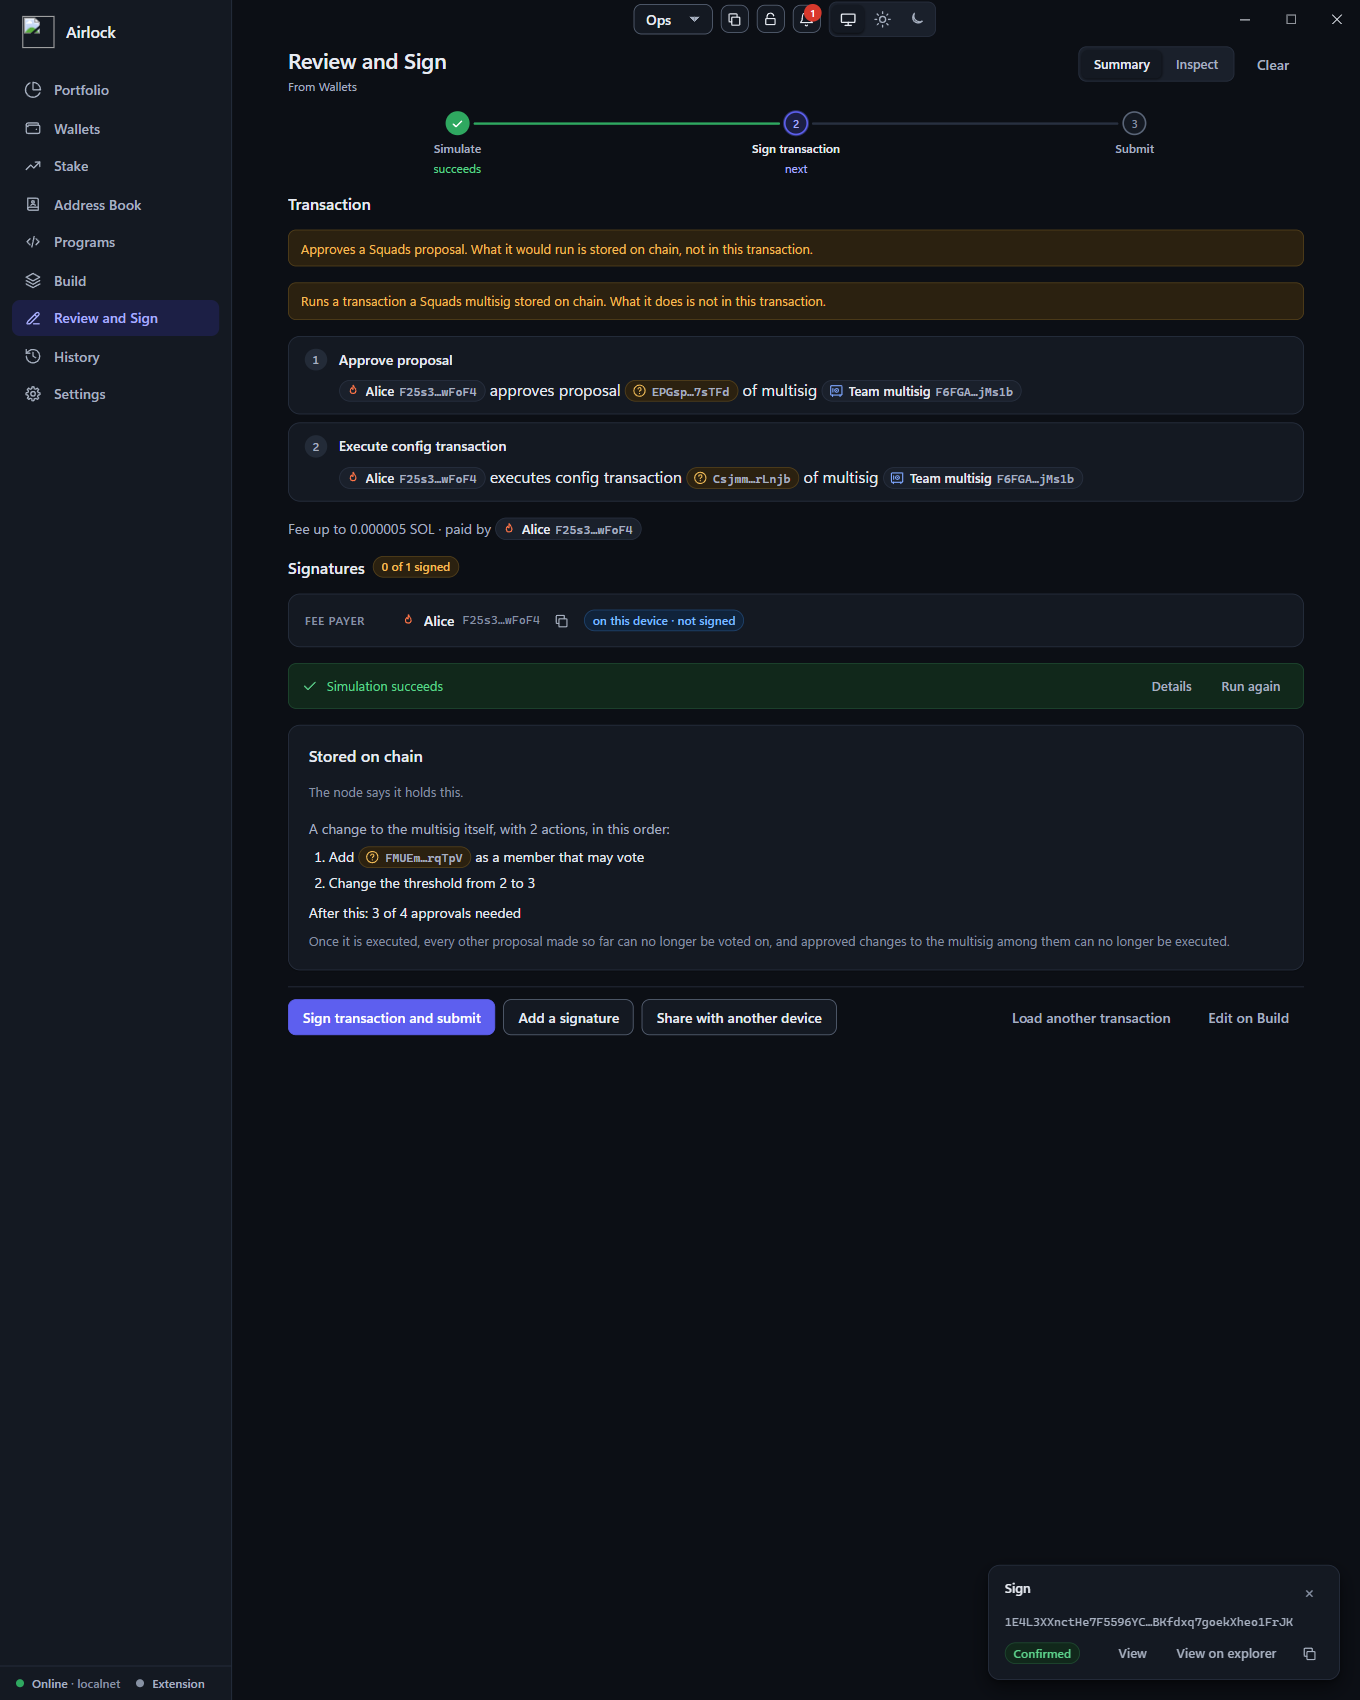 Airlock
Ops
1
Portfolio
Wallets
Stake
Address Book
Programs
Build
Review and Sign
History
Settings
Review and Sign
From Wallets
Summary
Inspect
Clear
Simulate
succeeds
2
Sign transaction
next
3
Submit
Transaction
Approves a Squads proposal. What it would run is stored on chain, not in this transaction.
Runs a transaction a Squads multisig stored on chain. What it does is not in this transaction.
1 Approve proposal
Alice F25s3…wFoF4 approves proposal EPGsp…7sTFd of multisig Team multisig F6FGA…jMs1b
2 Execute config transaction
Alice F25s3…wFoF4 executes config transaction Csjmm…rLnjb of multisig Team multisig F6FGA…jMs1b
Fee up to 0.000005 SOL · paid by Alice F25s3…wFoF4
Signatures 0 of 1 signed
FEE PAYER Alice F25s3…wFoF4 on this device · not signed
Simulation succeeds Details Run again
Stored on chain
The node says it holds this.
A change to the multisig itself, with 2 actions, in this order:
1. Add FMUEm…rqTpV as a member that may vote
2. Change the threshold from 2 to 3
After this: 3 of 4 approvals needed
Once it is executed, every other proposal made so far can no longer be voted on, and approved changes to the multisig among them can no longer be executed.
Sign transaction and submit Add a signature Share with another device Load another transaction Edit on Build
Sign
1E4L3XXnctHe7F5596YC…BKfdxq7goekXheo1FrJK
Confirmed View View on explorer
Online · localnet Extension